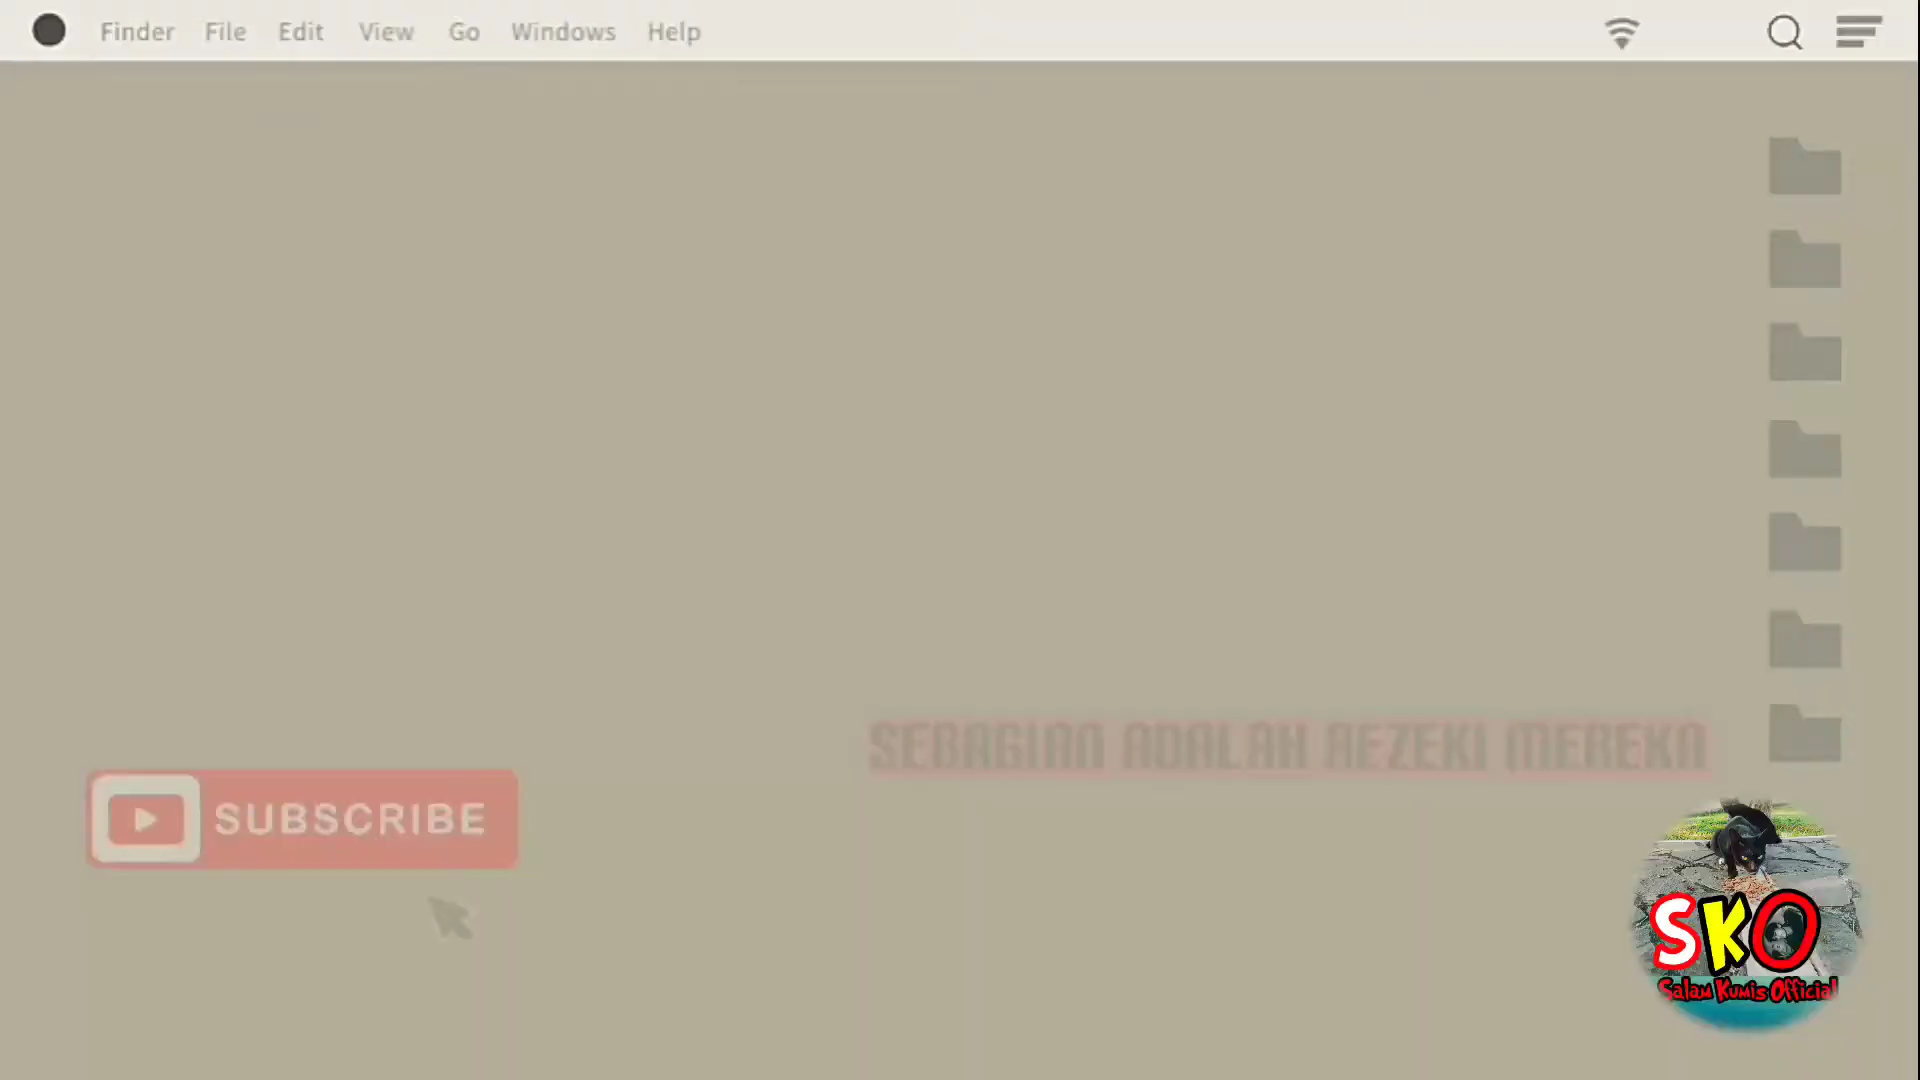 Finder File Edit View Go Windows Help
SEBAGIAN ADALAH REZEKI MEREKA
SUBSCRIBE
SKO
Salam Kumis Official